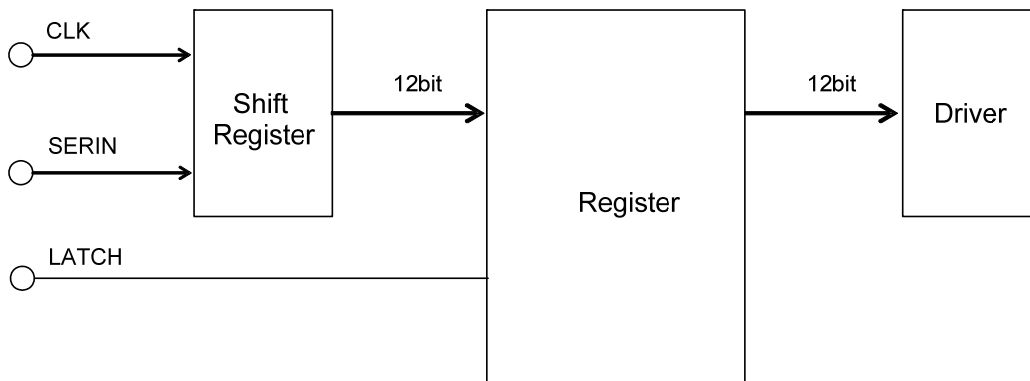 CLK
SERIN
LATCH
Shift
Register
12bit
Register
12bit
Driver